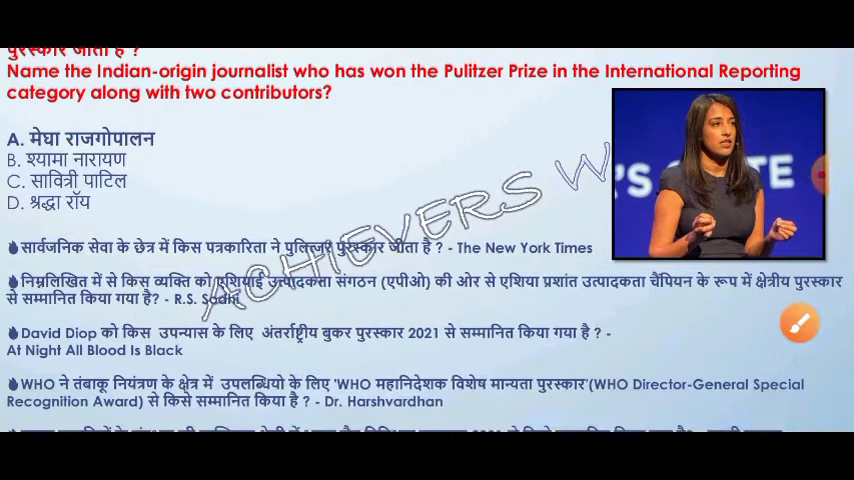 पुरस्कार जीता है ?
Name the Indian-origin journalist who has won the Pulitzer Prize in the International Reporting
category along with two contributors?
A. मेघा राजगोपालन
B. श्यामा नारायण
C. सावित्री पाटिल
D. श्रद्धा रॉय
'S STATE
ACHIEVERS W
सार्वजनिक सेवा के छेत्र में किस पत्रकारिता ने पुलित्जर पुरस्कार जीता है ? - The New York Times
निम्नलिखित में से किस व्यक्ति को एशियाई उत्पादकता संगठन (एपीओ) की ओर से एशिया प्रशांत उत्पादकता चैंपियन के रूप में क्षेत्रीय पुरस्कार
से सम्मानित किया गया है? - R.S. Sodhi
David Diop को किस उपन्यास के लिए अंतर्राष्ट्रीय बुकर पुरस्कार 2021 से सम्मानित किया गया है ? -
At Night All Blood Is Black
WHO ने तंबाकू नियंत्रण के क्षेत्र में उपलब्धियो के लिए 'WHO महानिदेशक विशेष मान्यता पुरस्कार'(WHO Director-General Special
Recognition Award) से किसे सम्मानित किया है ? - Dr. Harshvardhan